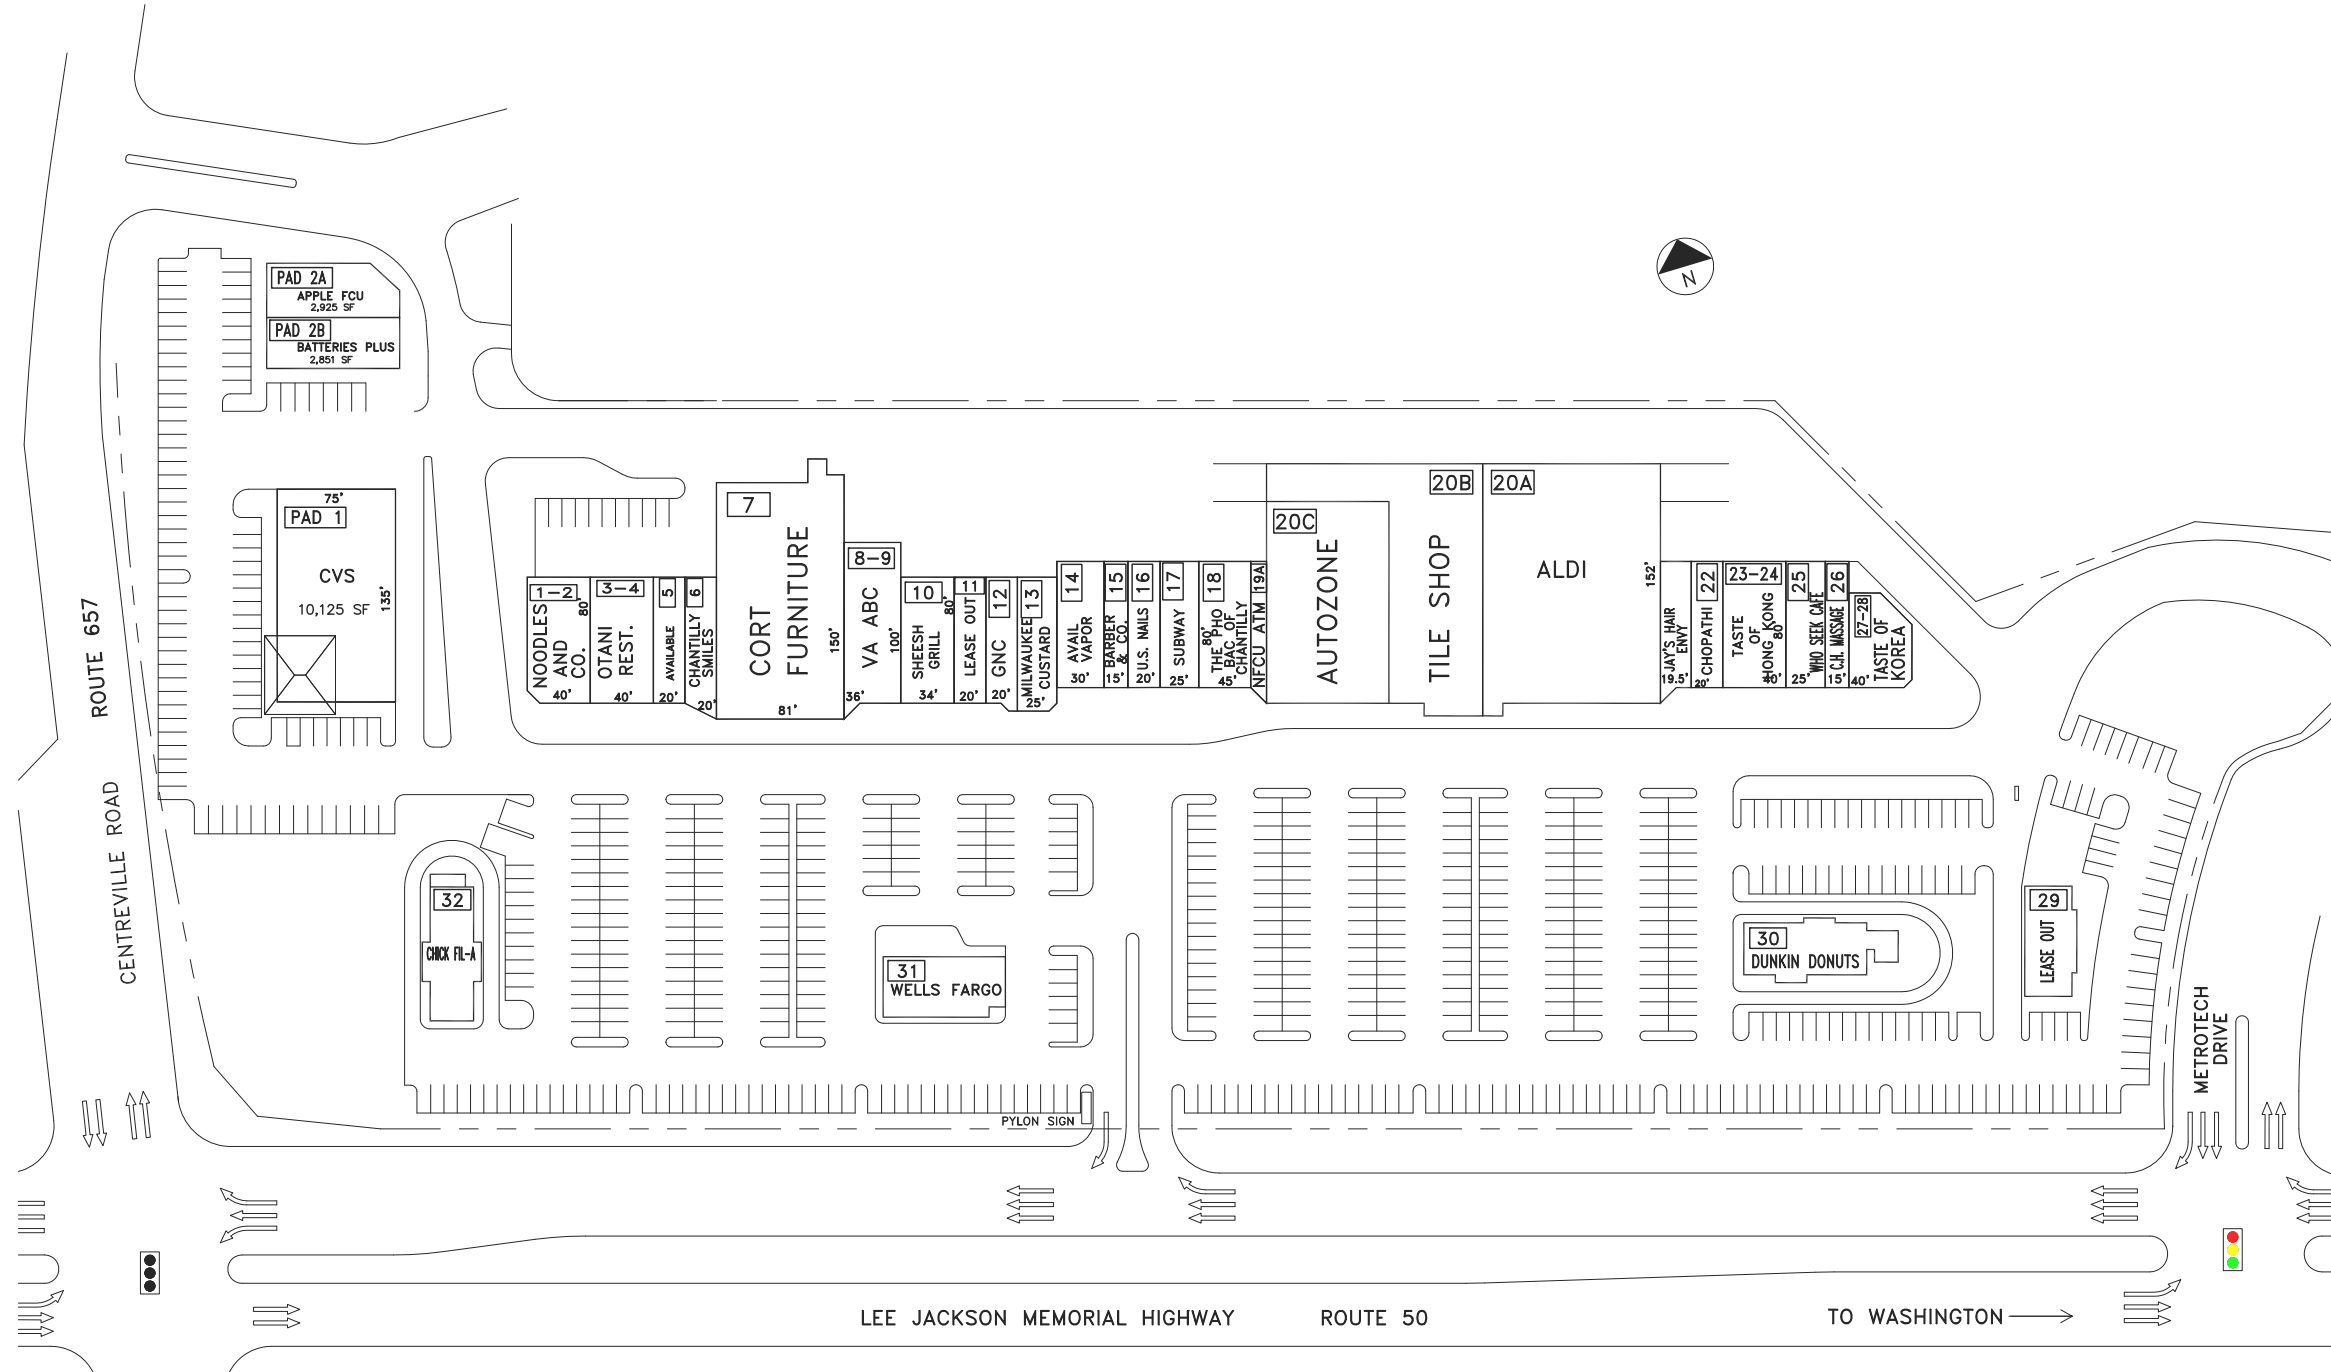 PAD 2A
APPLE FCU
2,925 SF
PAD 2B
BATTERIES PLUS
2,851 SF
N
75'
PAD 1
CVS
10,125 SF
135'
ROUTE 657
CENTREVILLE ROAD
1-2
NOODLES
AND
CO.
80'
40'
3-4
OTANI
REST.
40'
5
AVAILABLE
20'
6
CHANTILLY
SMILES
20'
7
CORT
FURNITURE
150'
81'
8-9
VA ABC
100'
36'
10
SHEESH
GRILL
80'
34'
11
LEASE OUT
20'
12
GNC
20'
13
MILWAUKEE
CUSTARD
25'
14
AVAIL
VAPOR
30'
15
BARBER
& CO.
15'
16
U.S. NAILS
20'
17
SUBWAY
25'
18
80'
THE PHO
BAC OF
CHANTILLY
45'
19A
NFCU ATM
20C
AUTOZONE
20B
TILE SHOP
20A
ALDI
152'
JAY'S HAIR
ENVY
19.5'
22
CHOPATHI
20'
23-24
TASTE
OF
HONG KONG
80'
40'
25
WHO SEEK CAFE
25'
26
C.H. MASSAGE
15'
27-28
TASTE OF
KOREA
40'
32
CHICK FIL-A
31
WELLS FARGO
30
DUNKIN DONUTS
29
LEASE OUT
METROTECH
DRIVE
PYLON SIGN
LEE JACKSON MEMORIAL HIGHWAY ROUTE 50
TO WASHINGTON